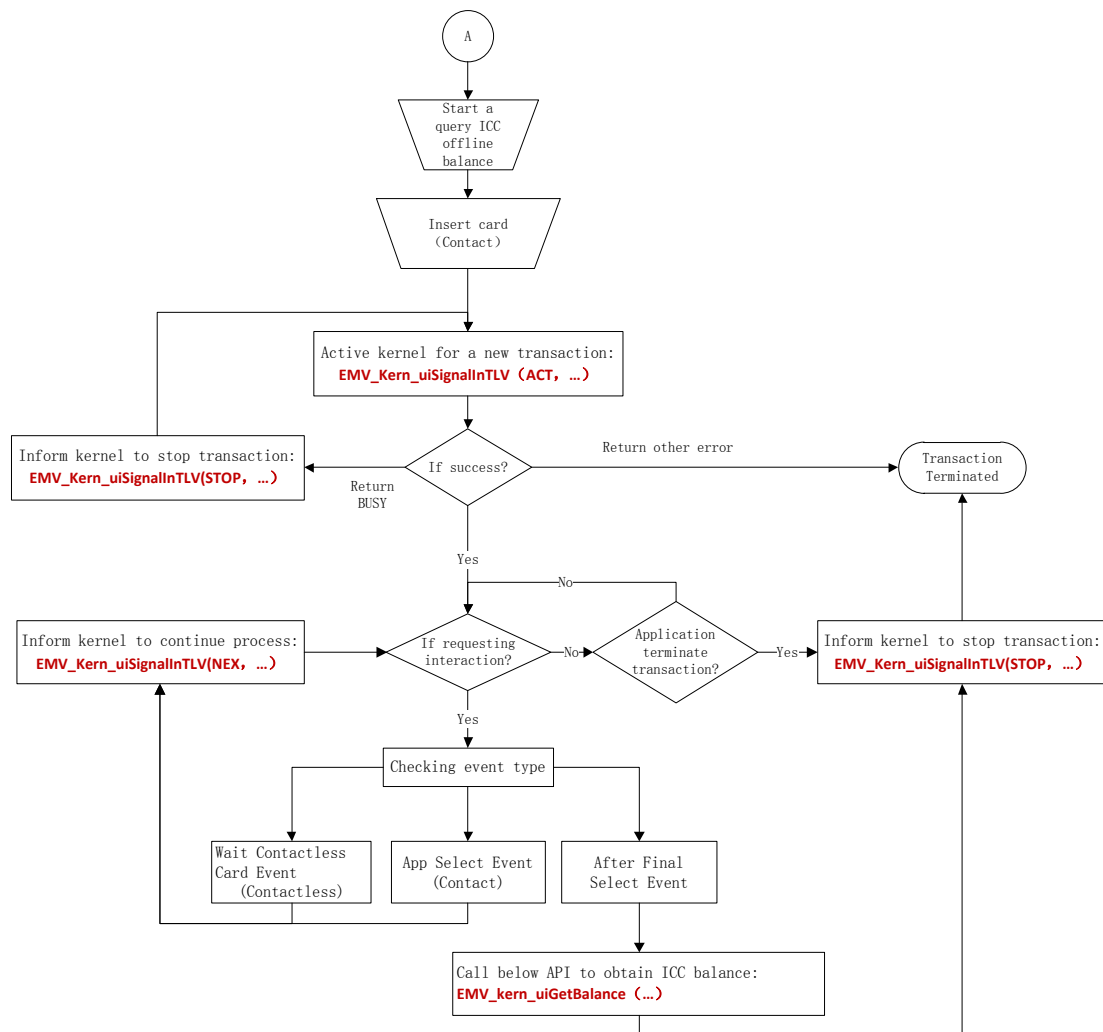 A
Start a
query ICC
offline
balance
Insert card
（Contact）
Active kernel for a new transaction:
EMV_Kern_uiSignalInTLV（ACT，…）
If success?
Return other error
Transaction
Terminated
Inform kernel to stop transaction:
EMV_Kern_uiSignalInTLV(STOP，…）
Return
BUSY
Yes
No
Inform kernel to continue process:
EMV_Kern_uiSignalInTLV(NEX，…）
If requesting
interaction?
No
Application
terminate
transaction?
Yes
Inform kernel to stop transaction:
EMV_Kern_uiSignalInTLV(STOP，…）
Yes
Checking event type
Wait Contactless
Card Event
(Contactless)
App Select Event
(Contact)
After Final
Select Event
Call below API to obtain ICC balance:
EMV_kern_uiGetBalance（…）